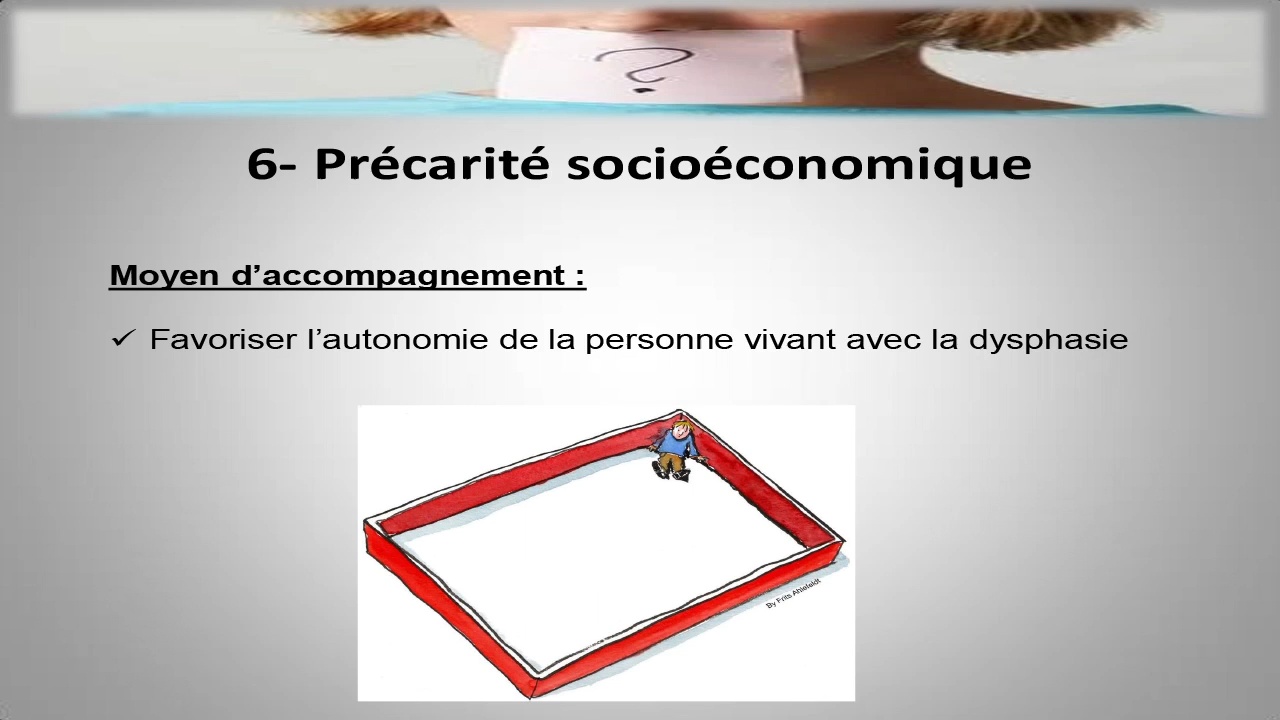 ?
6- Précarité socioéconomique
Moyen d’accompagnement :
✓ Favoriser l’autonomie de la personne vivant avec la dysphasie
By Frits Ahlefeldt